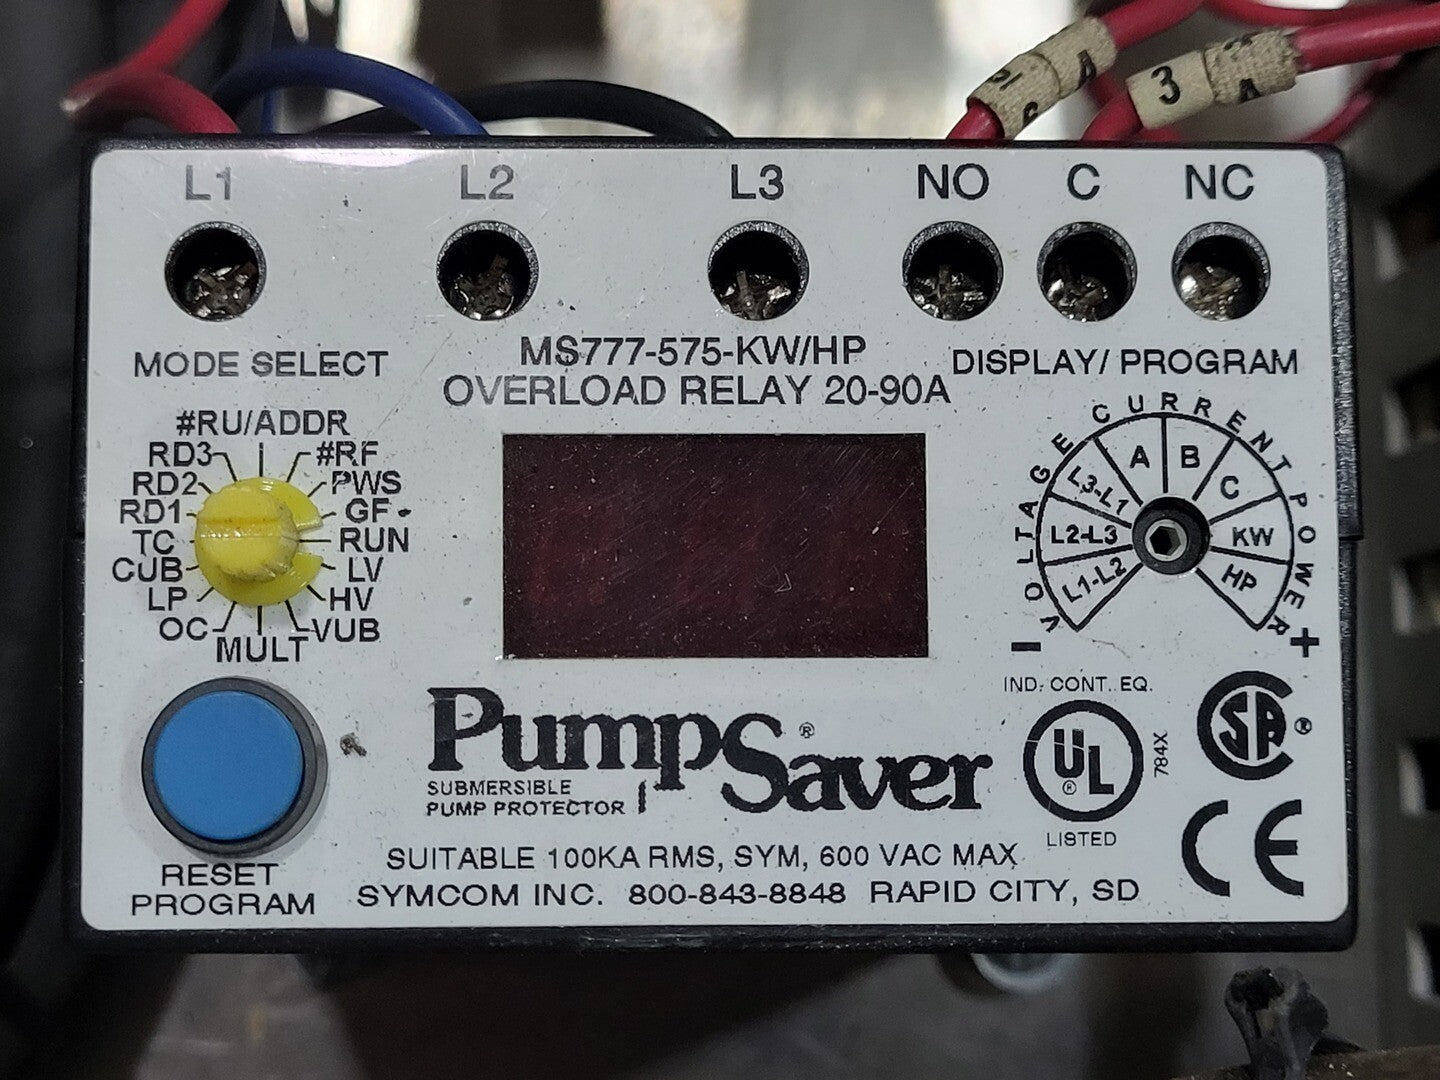 4
3
L1 L2 L3 NO C NC
MODE SELECT
MS777-575-KW/HP
OVERLOAD RELAY 20-90A
DISPLAY/ PROGRAM
#RU/ADDR
RD3 #RF
RD2 PWS
RD1 GF
TC RUN
CUB LV
LP HV
OC VUB
MULT
VOLTAGE CURRENT POWER
L1-L2
L2-L3
L3-L1
A
B
C
KW
HP
- +
RESET
PROGRAM
PumpSaver®
SUBMERSIBLE
PUMP PROTECTOR
IND. CONT. EQ.
UL
®
784X
LISTED
SA ®
CE
SUITABLE 100KA RMS, SYM, 600 VAC MAX
SYMCOM INC. 800-843-8848 RAPID CITY, SD